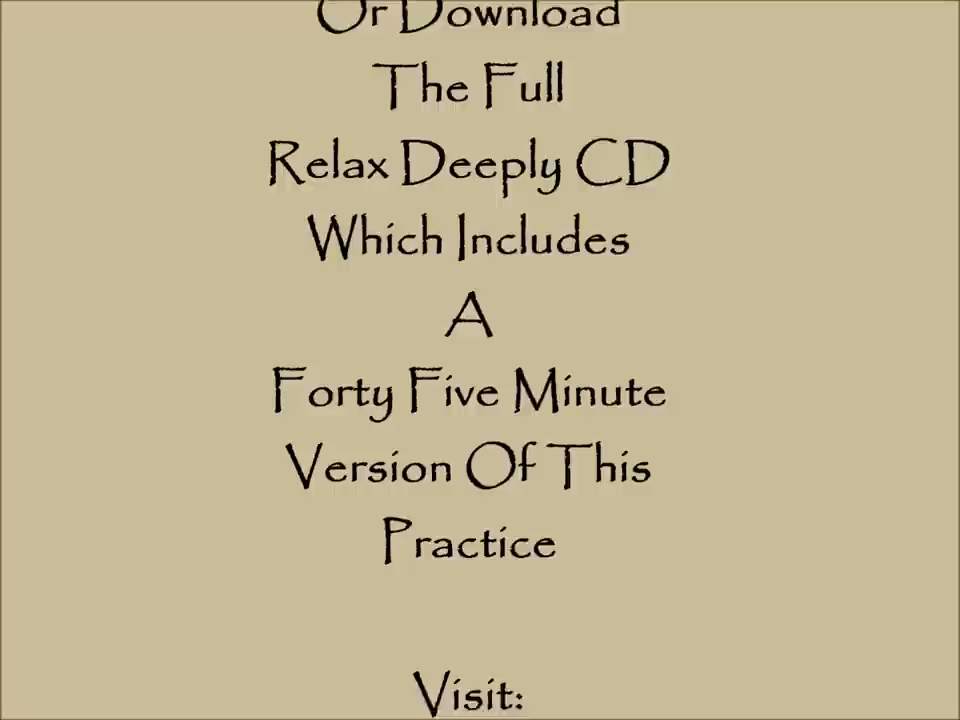 Or Download
The Full
Relax Deeply CD
Which Includes
A
Forty Five Minute
Version Of This
Practice
Visit: